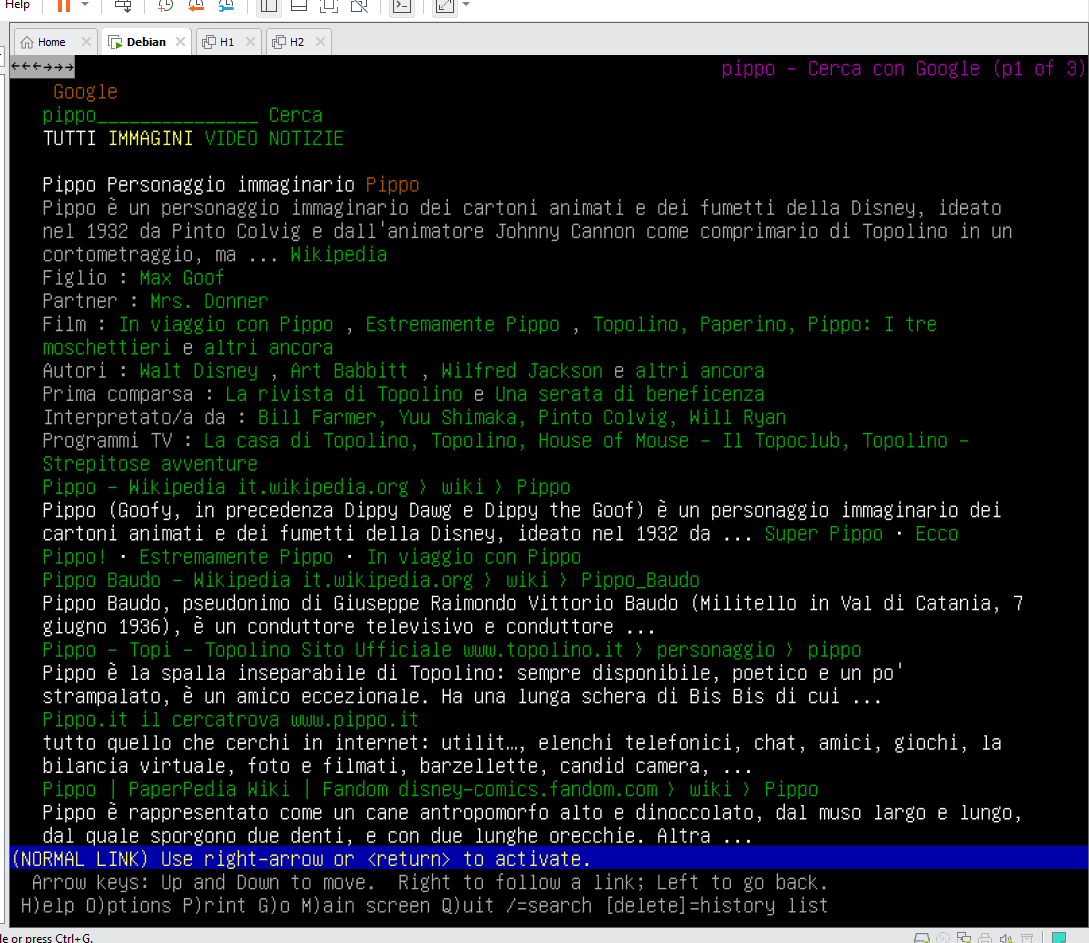 Help
Home
Debian
H1
H2
←←←→→→ pippo - Cerca con Google (p1 of 3)
Google
pippo_______________ Cerca
TUTTI IMMAGINI VIDEO NOTIZIE
Pippo Personaggio immaginario Pippo
Pippo è un personaggio immaginario dei cartoni animati e dei fumetti della Disney, ideato
nel 1932 da Pinto Colvig e dall'animatore Johnny Cannon come comprimario di Topolino in un
cortometraggio, ma ... Wikipedia
Figlio : Max Goof
Partner : Mrs. Donner
Film : In viaggio con Pippo , Estremamente Pippo , Topolino, Paperino, Pippo: I tre
moschettieri e altri ancora
Autori : Walt Disney , Art Babbitt , Wilfred Jackson e altri ancora
Prima comparsa : La rivista di Topolino e Una serata di beneficenza
Interpretato/a da : Bill Farmer, Yuu Shimaka, Pinto Colvig, Will Ryan
Programmi TV : La casa di Topolino, Topolino, House of Mouse - Il Topoclub, Topolino -
Strepitose avventure
Pippo - Wikipedia it.wikipedia.org › wiki › Pippo
Pippo (Goofy, in precedenza Dippy Dawg e Dippy the Goof) è un personaggio immaginario dei
cartoni animati e dei fumetti della Disney, ideato nel 1932 da ... Super Pippo · Ecco
Pippo! · Estremamente Pippo · In viaggio con Pippo
Pippo Baudo - Wikipedia it.wikipedia.org › wiki › Pippo_Baudo
Pippo Baudo, pseudonimo di Giuseppe Raimondo Vittorio Baudo (Militello in Val di Catania, 7
giugno 1936), è un conduttore televisivo e conduttore ...
Pippo - Topi - Topolino Sito Ufficiale www.topolino.it › personaggio › pippo
Pippo è la spalla inseparabile di Topolino: sempre disponibile, poetico e un po'
strampalato, è un amico eccezionale. Ha una lunga schera di Bis Bis di cui ...
Pippo.it il cercatrova www.pippo.it
tutto quello che cerchi in internet: utilit…, elenchi telefonici, chat, amici, giochi, la
bilancia virtuale, foto e filmati, barzellette, candid camera, ...
Pippo | PaperPedia Wiki | Fandom disney-comics.fandom.com › wiki › Pippo
Pippo è rappresentato come un cane antropomorfo alto e dinoccolato, dal muso largo e lungo,
dal quale sporgono due denti, e con due lunghe orecchie. Altra ...
(NORMAL LINK) Use right-arrow or <return> to activate.
Arrow keys: Up and Down to move. Right to follow a link; Left to go back.
H)elp O)ptions P)rint G)o M)ain screen Q)uit /=search [delete]=history list
or press Ctrl+G.